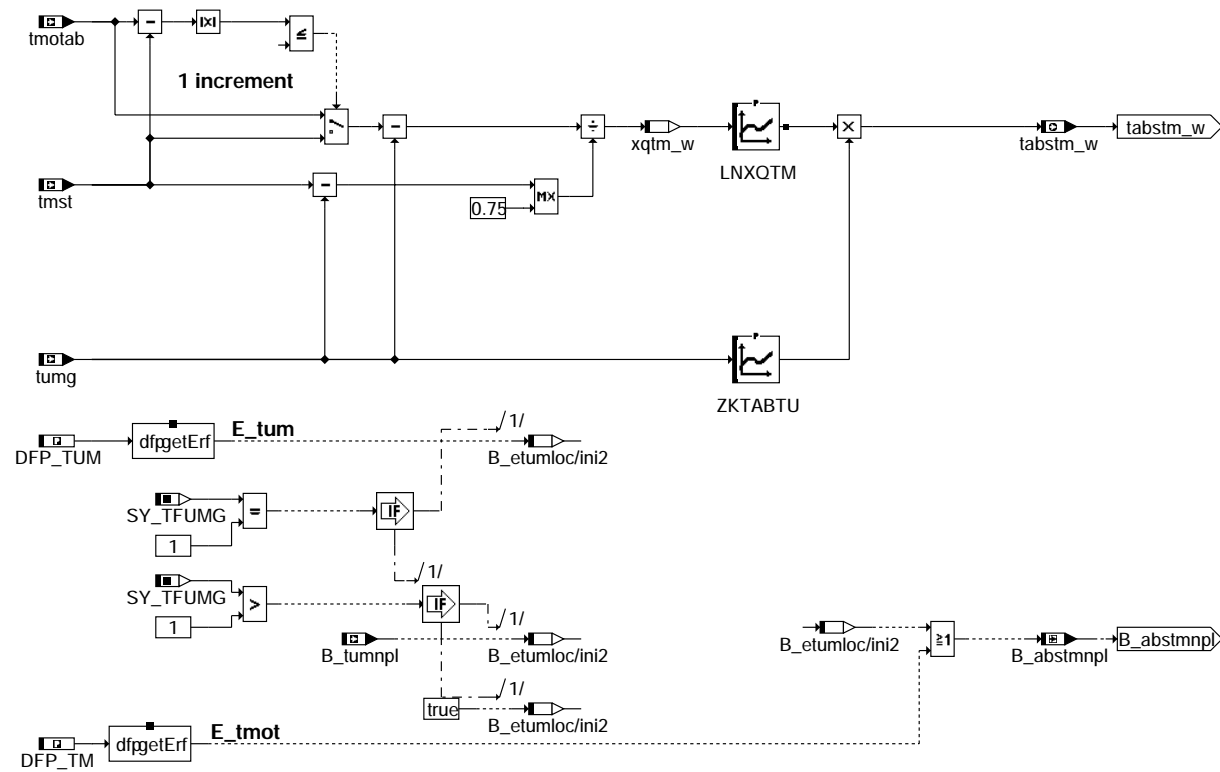 tmotab
-
|x|
≤
1 increment
-
÷
xqtm_w
LNXQTM
P
x
tabstm_w
tabstm_w
tmst
-
0.75
MX
tumg
P
ZKTABTU
DFP_TUM
dfpgetErf
E_tum
/1/
B_etumloc/ini2
SY_TFUMG
=
1
IF
/1/
SY_TFUMG
>
1
IF
/1/
B_tumnpl
B_etumloc/ini2
B_etumloc/ini2
≥1
B_abstmnpl
B_abstmnpl
/1/
true
B_etumloc/ini2
DFP_TM
dfpgetErf
E_tmot